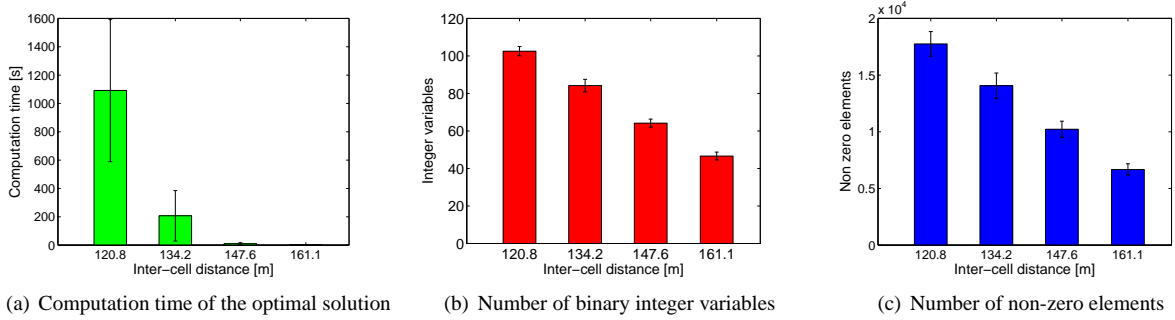 1600
1400
1200
1000
800
600
400
200
0
Computation time [s]
120.8 134.2 147.6 161.1
Inter−cell distance [m]
(a) Computation time of the optimal solution
120
100
80
60
40
20
0
Integer variables
120.8 134.2 147.6 161.1
Inter−cell distance [m]
(b) Number of binary integer variables
x 10⁴
2
1.5
1
0.5
0
Non zero elements
120.8 134.2 147.6 161.1
Inter−cell distance [m]
(c) Number of non-zero elements